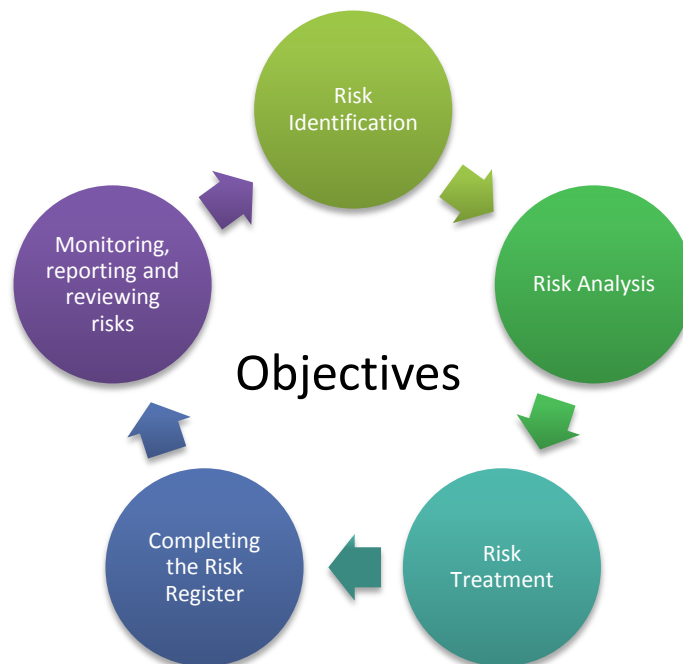 Risk
Identification
Risk Analysis
Risk
Treatment
Completing
the Risk
Register
Monitoring,
reporting and
reviewing
risks
Objectives